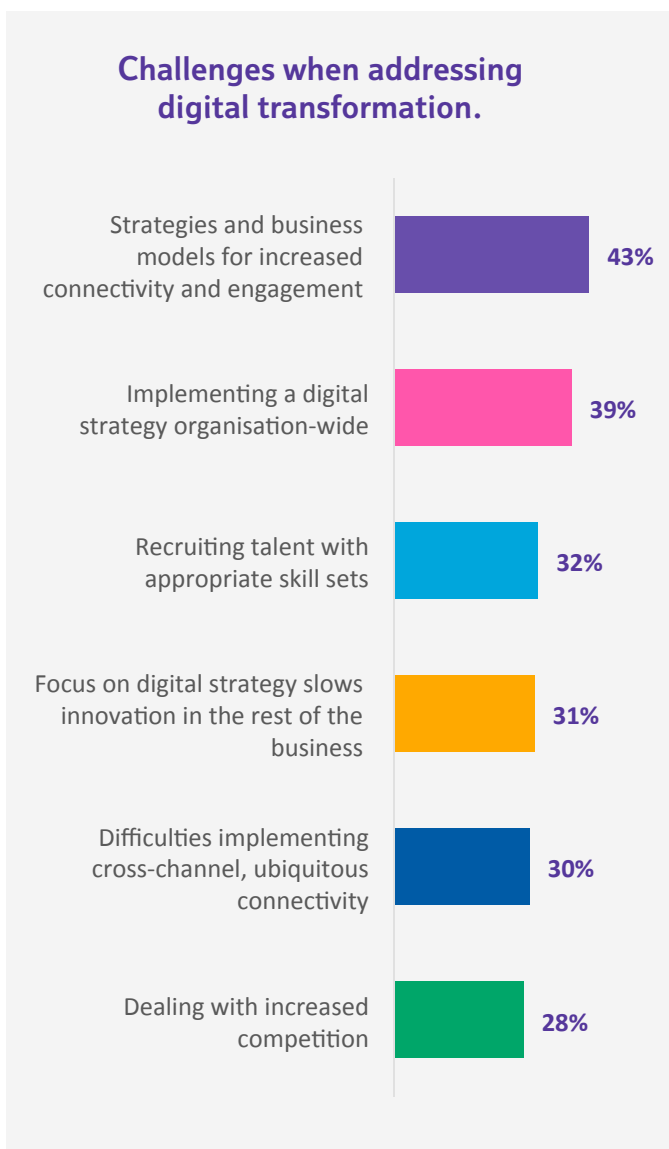 Challenges when addressing
digital transformation.
Strategies and business
models for increased
connectivity and engagement
43%
Implementing a digital
strategy organisation-wide
39%
Recruiting talent with
appropriate skill sets
32%
Focus on digital strategy slows
innovation in the rest of the
business
31%
Difficulties implementing
cross-channel, ubiquitous
connectivity
30%
Dealing with increased
competition
28%